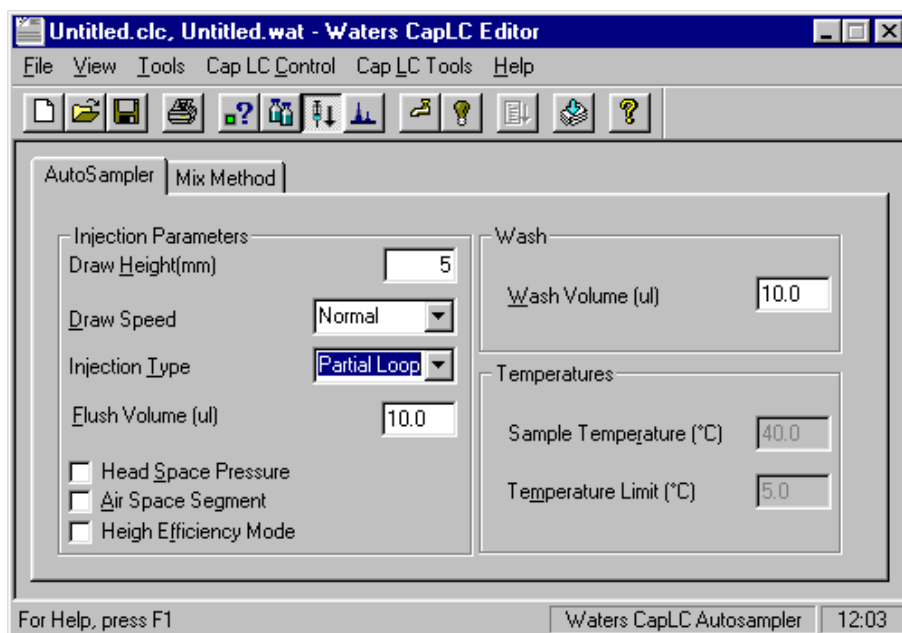 Untitled.clc, Untitled.wat - Waters CapLC Editor
File View Tools Cap LC Control Cap LC Tools Help
AutoSampler Mix Method
Injection Parameters
Draw Height(mm) 5
Draw Speed Normal
Injection Type Partial Loop
Flush Volume (ul) 10.0
Head Space Pressure
Air Space Segment
Heigh Efficiency Mode
Wash
Wash Volume (ul) 10.0
Temperatures
Sample Temperature (°C) 40.0
Temperature Limit (°C) 5.0
For Help, press F1 Waters CapLC Autosampler 12:03